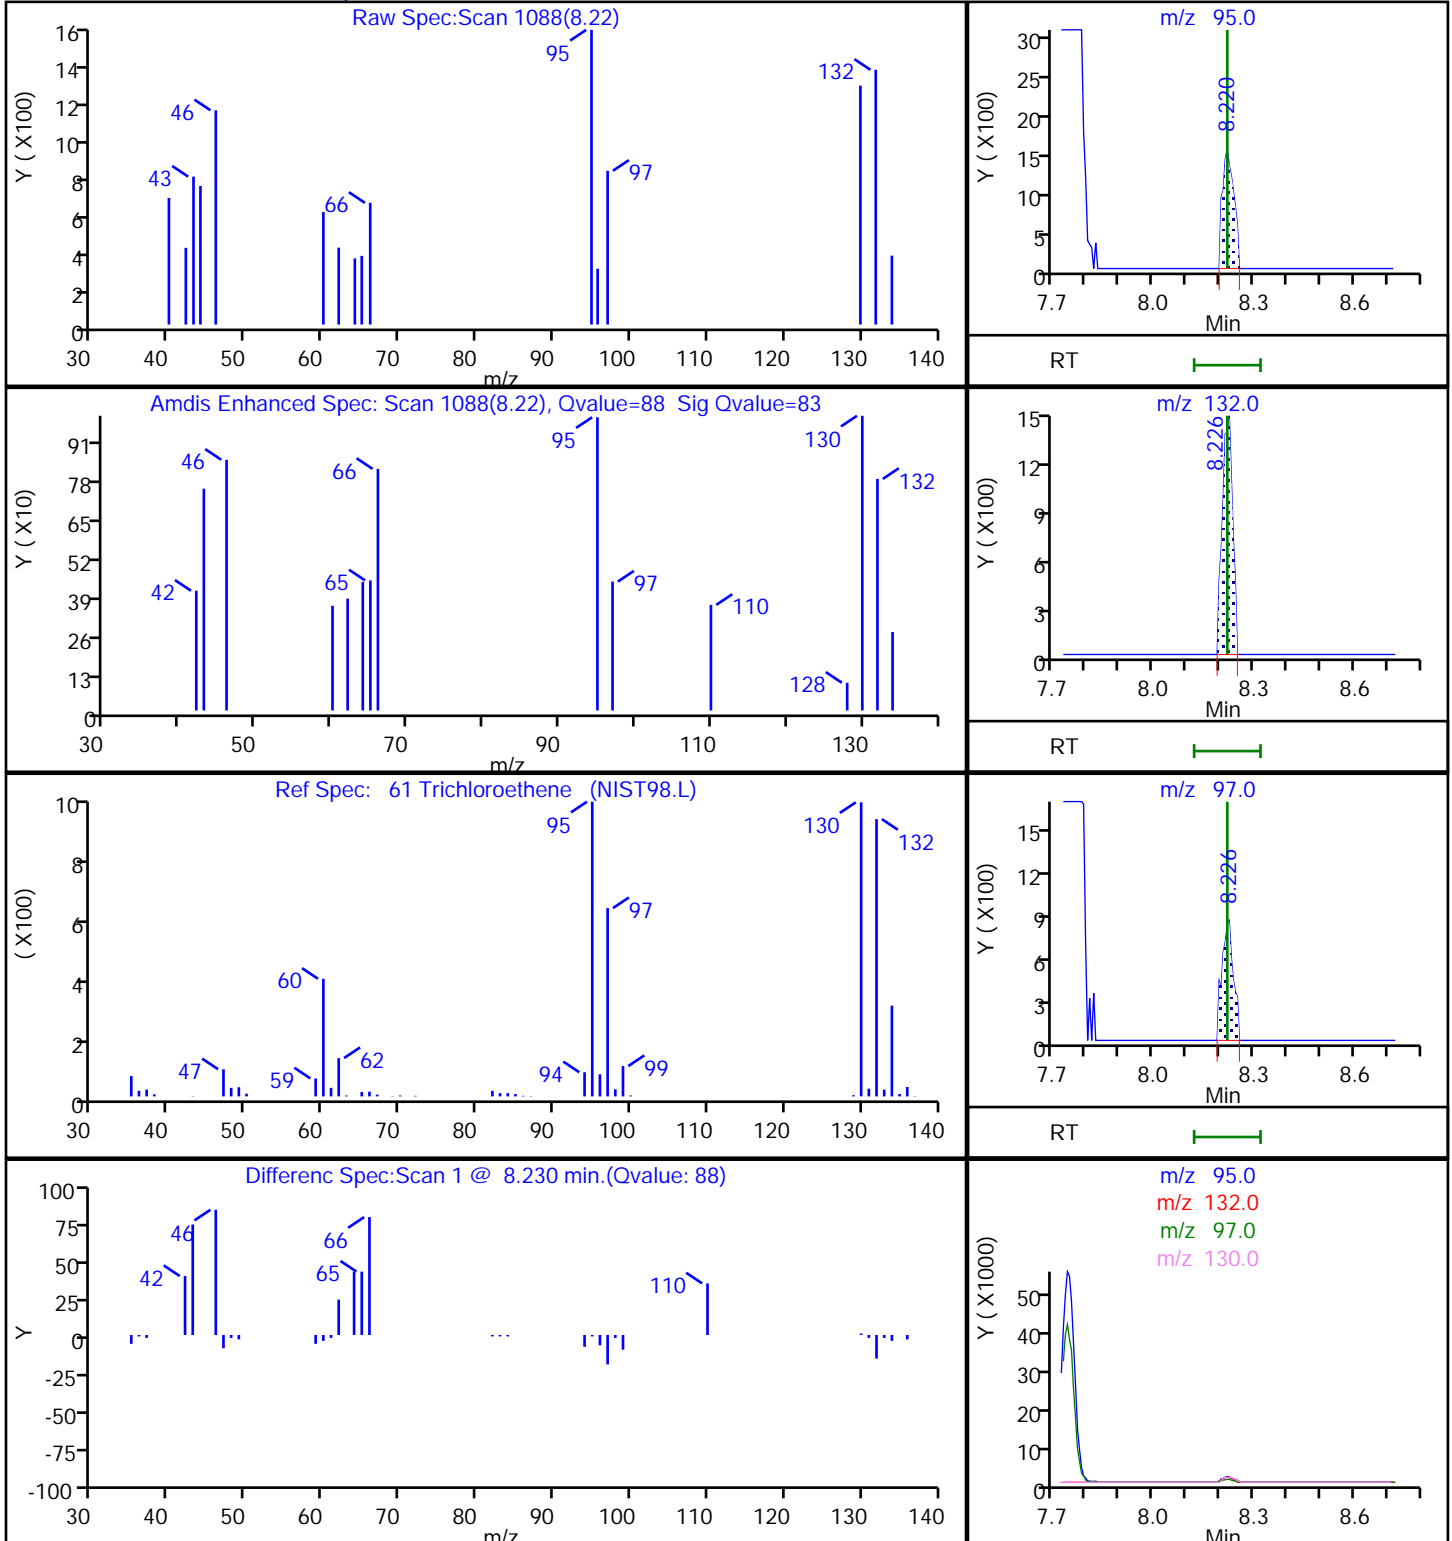 Raw Spec:Scan 1088(8.22)
Y ( X100)
16
14
12
10
8
6
4
2
0
43
46
66
95
97
132
30 40 50 60 70 80 90 100 110 120 130 140
m/z
m/z 95.0
Y ( X100)
30
25
20
15
10
5
0
8.220
7.7 8.0 8.3 8.6
Min
RT
Amdis Enhanced Spec: Scan 1088(8.22), Qvalue=88 Sig Qvalue=83
Y ( X10)
91
78
65
52
39
26
13
0
42
46
65
66
95
97
110
128
130
132
30 50 70 90 110 130
m/z
m/z 132.0
Y ( X100)
15
12
9
6
3
0
8.226
7.7 8.0 8.3 8.6
Min
RT
Ref Spec: 61 Trichloroethene (NIST98.L)
( X100)
10
8
6
4
2
0
47
59
60
62
94
95
97
99
130
132
30 40 50 60 70 80 90 100 110 120 130 140
m/z 97.0
Y ( X100)
15
12
9
6
3
0
8.226
7.7 8.0 8.3 8.6
Min
RT
Differenc Spec:Scan 1 @ 8.230 min.(Qvalue: 88)
Y
100
75
50
25
0
-25
-50
-75
-100
42
46
65
66
110
30 40 50 60 70 80 90 100 110 120 130 140
m/z
m/z 95.0
m/z 132.0
m/z 97.0
m/z 130.0
Y ( X1000)
50
40
30
20
10
0
7.7 8.0 8.3 8.6
Min